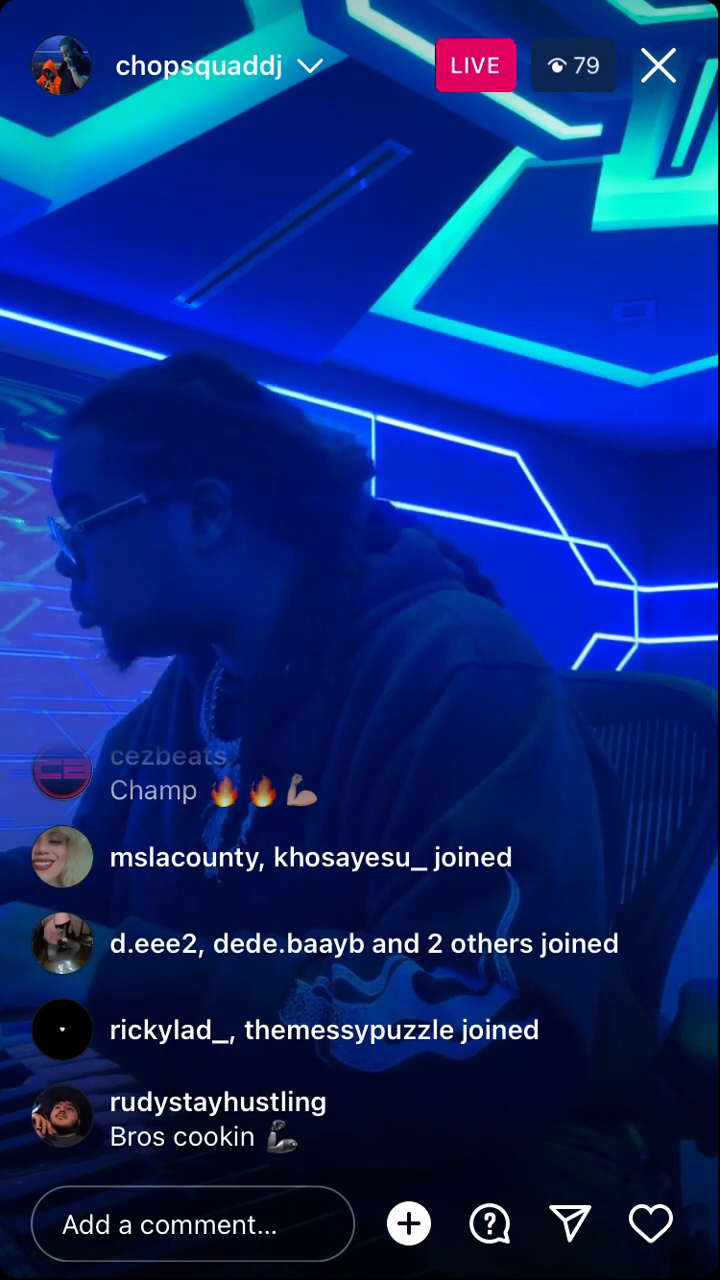 chopsquaddj
LIVE
79
cezbeats
Champ 🔥🔥💪🏼
mslacounty, khosayesu_ joined
d.eee2, dede.baayb and 2 others joined
rickylad_, themessypuzzle joined
rudystayhustling
Bros cookin 🦾
Add a comment...